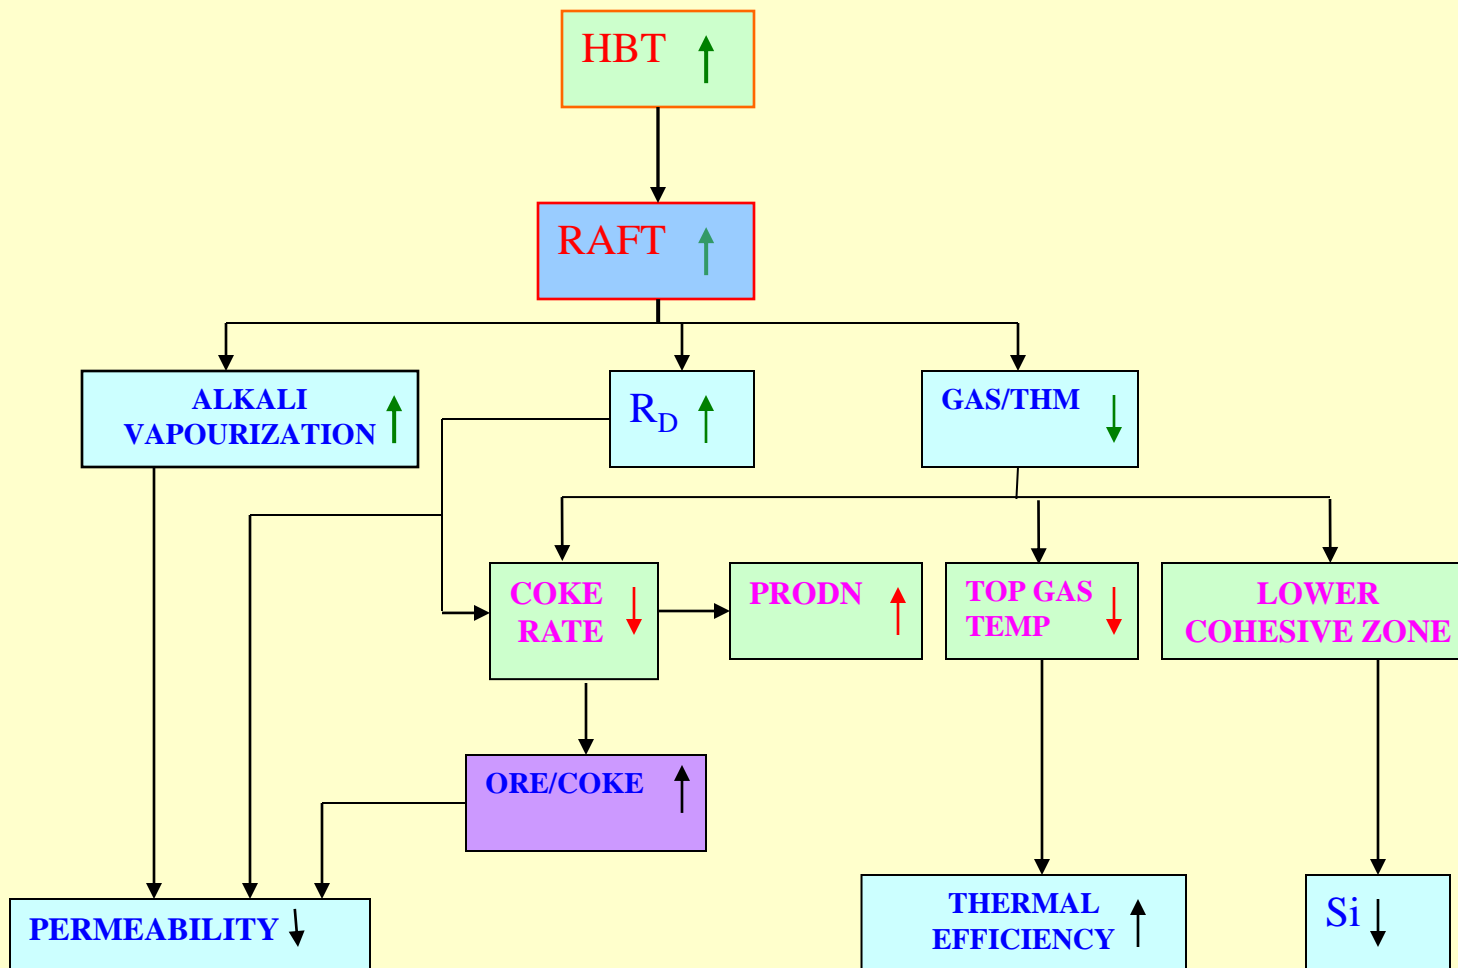 HBT
RAFT
ALKALI
VAPOURIZATION
R_D
GAS/THM
COKE
RATE
PRODN
TOP GAS
TEMP
LOWER
COHESIVE ZONE
ORE/COKE
PERMEABILITY
THERMAL
EFFICIENCY
Si